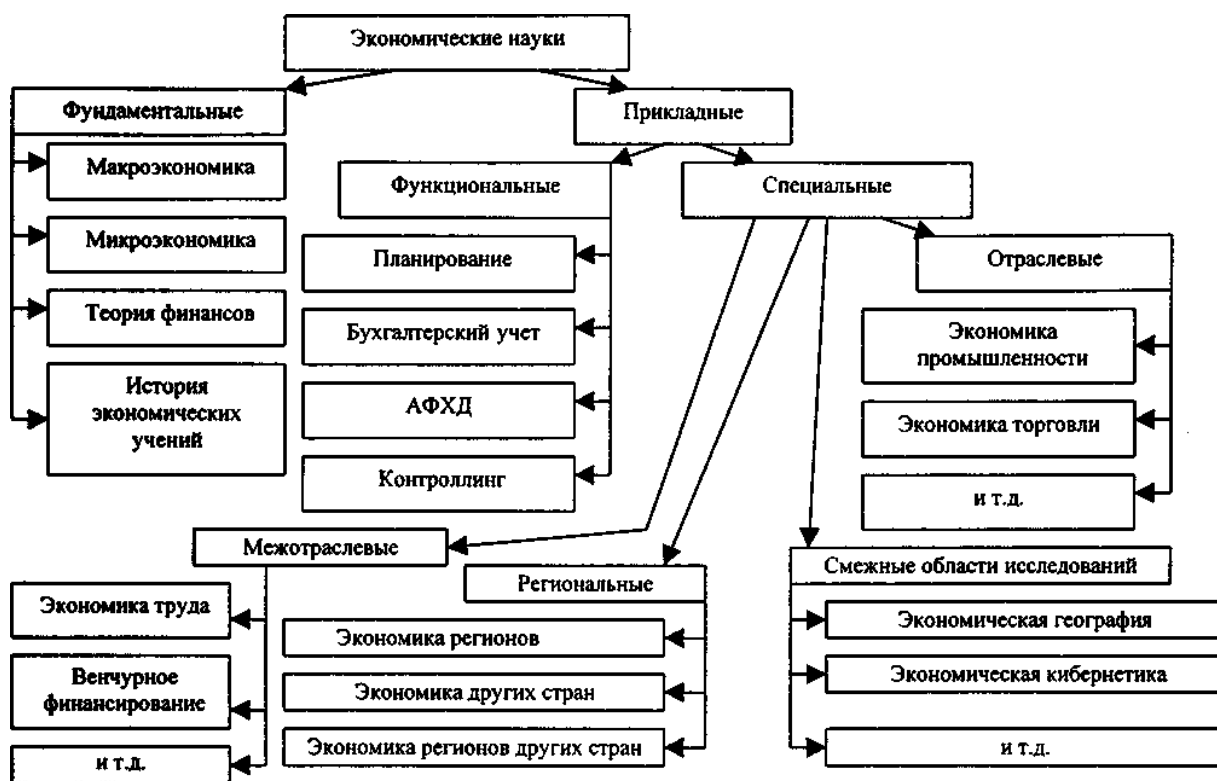 Экономические науки
Фундаментальные
Прикладные
Макроэкономика
Функциональные
Специальные
Микроэкономика
Планирование
Отраслевые
Теория финансов
Бухгалтерский учет
Экономика
промышленности
История
экономических
учений
АФХД
Экономика торговли
Контроллинг
и т.д.
Межотраслевые
Региональные
Смежные области исследований
Экономика труда
Экономика регионов
Экономическая география
Венчурное
финансирование
Экономика других стран
Экономическая кибернетика
и т.д.
Экономика регионов других стран
и т.д.